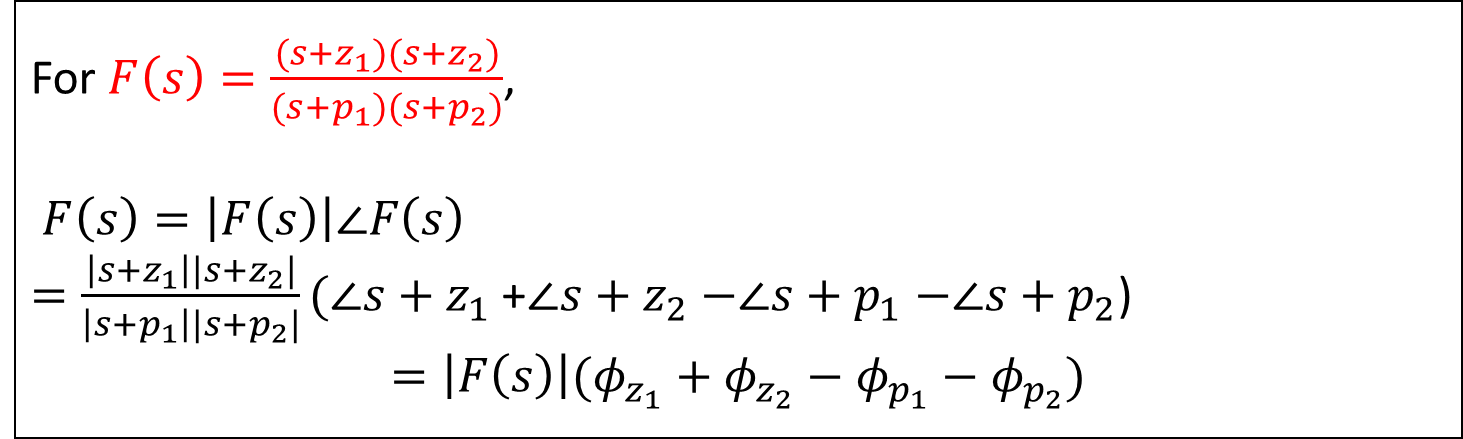 For F(s) = (s+z₁)(s+z₂)/(s+p₁)(s+p₂),
F(s) = |F(s)|∠F(s)
= |s+z₁||s+z₂|/|s+p₁||s+p₂| (∠s + z₁ +∠s + z₂ −∠s + p₁ −∠s + p₂)
= |F(s)|(ϕ_z₁ + ϕ_z₂ − ϕ_p₁ − ϕ_p₂)